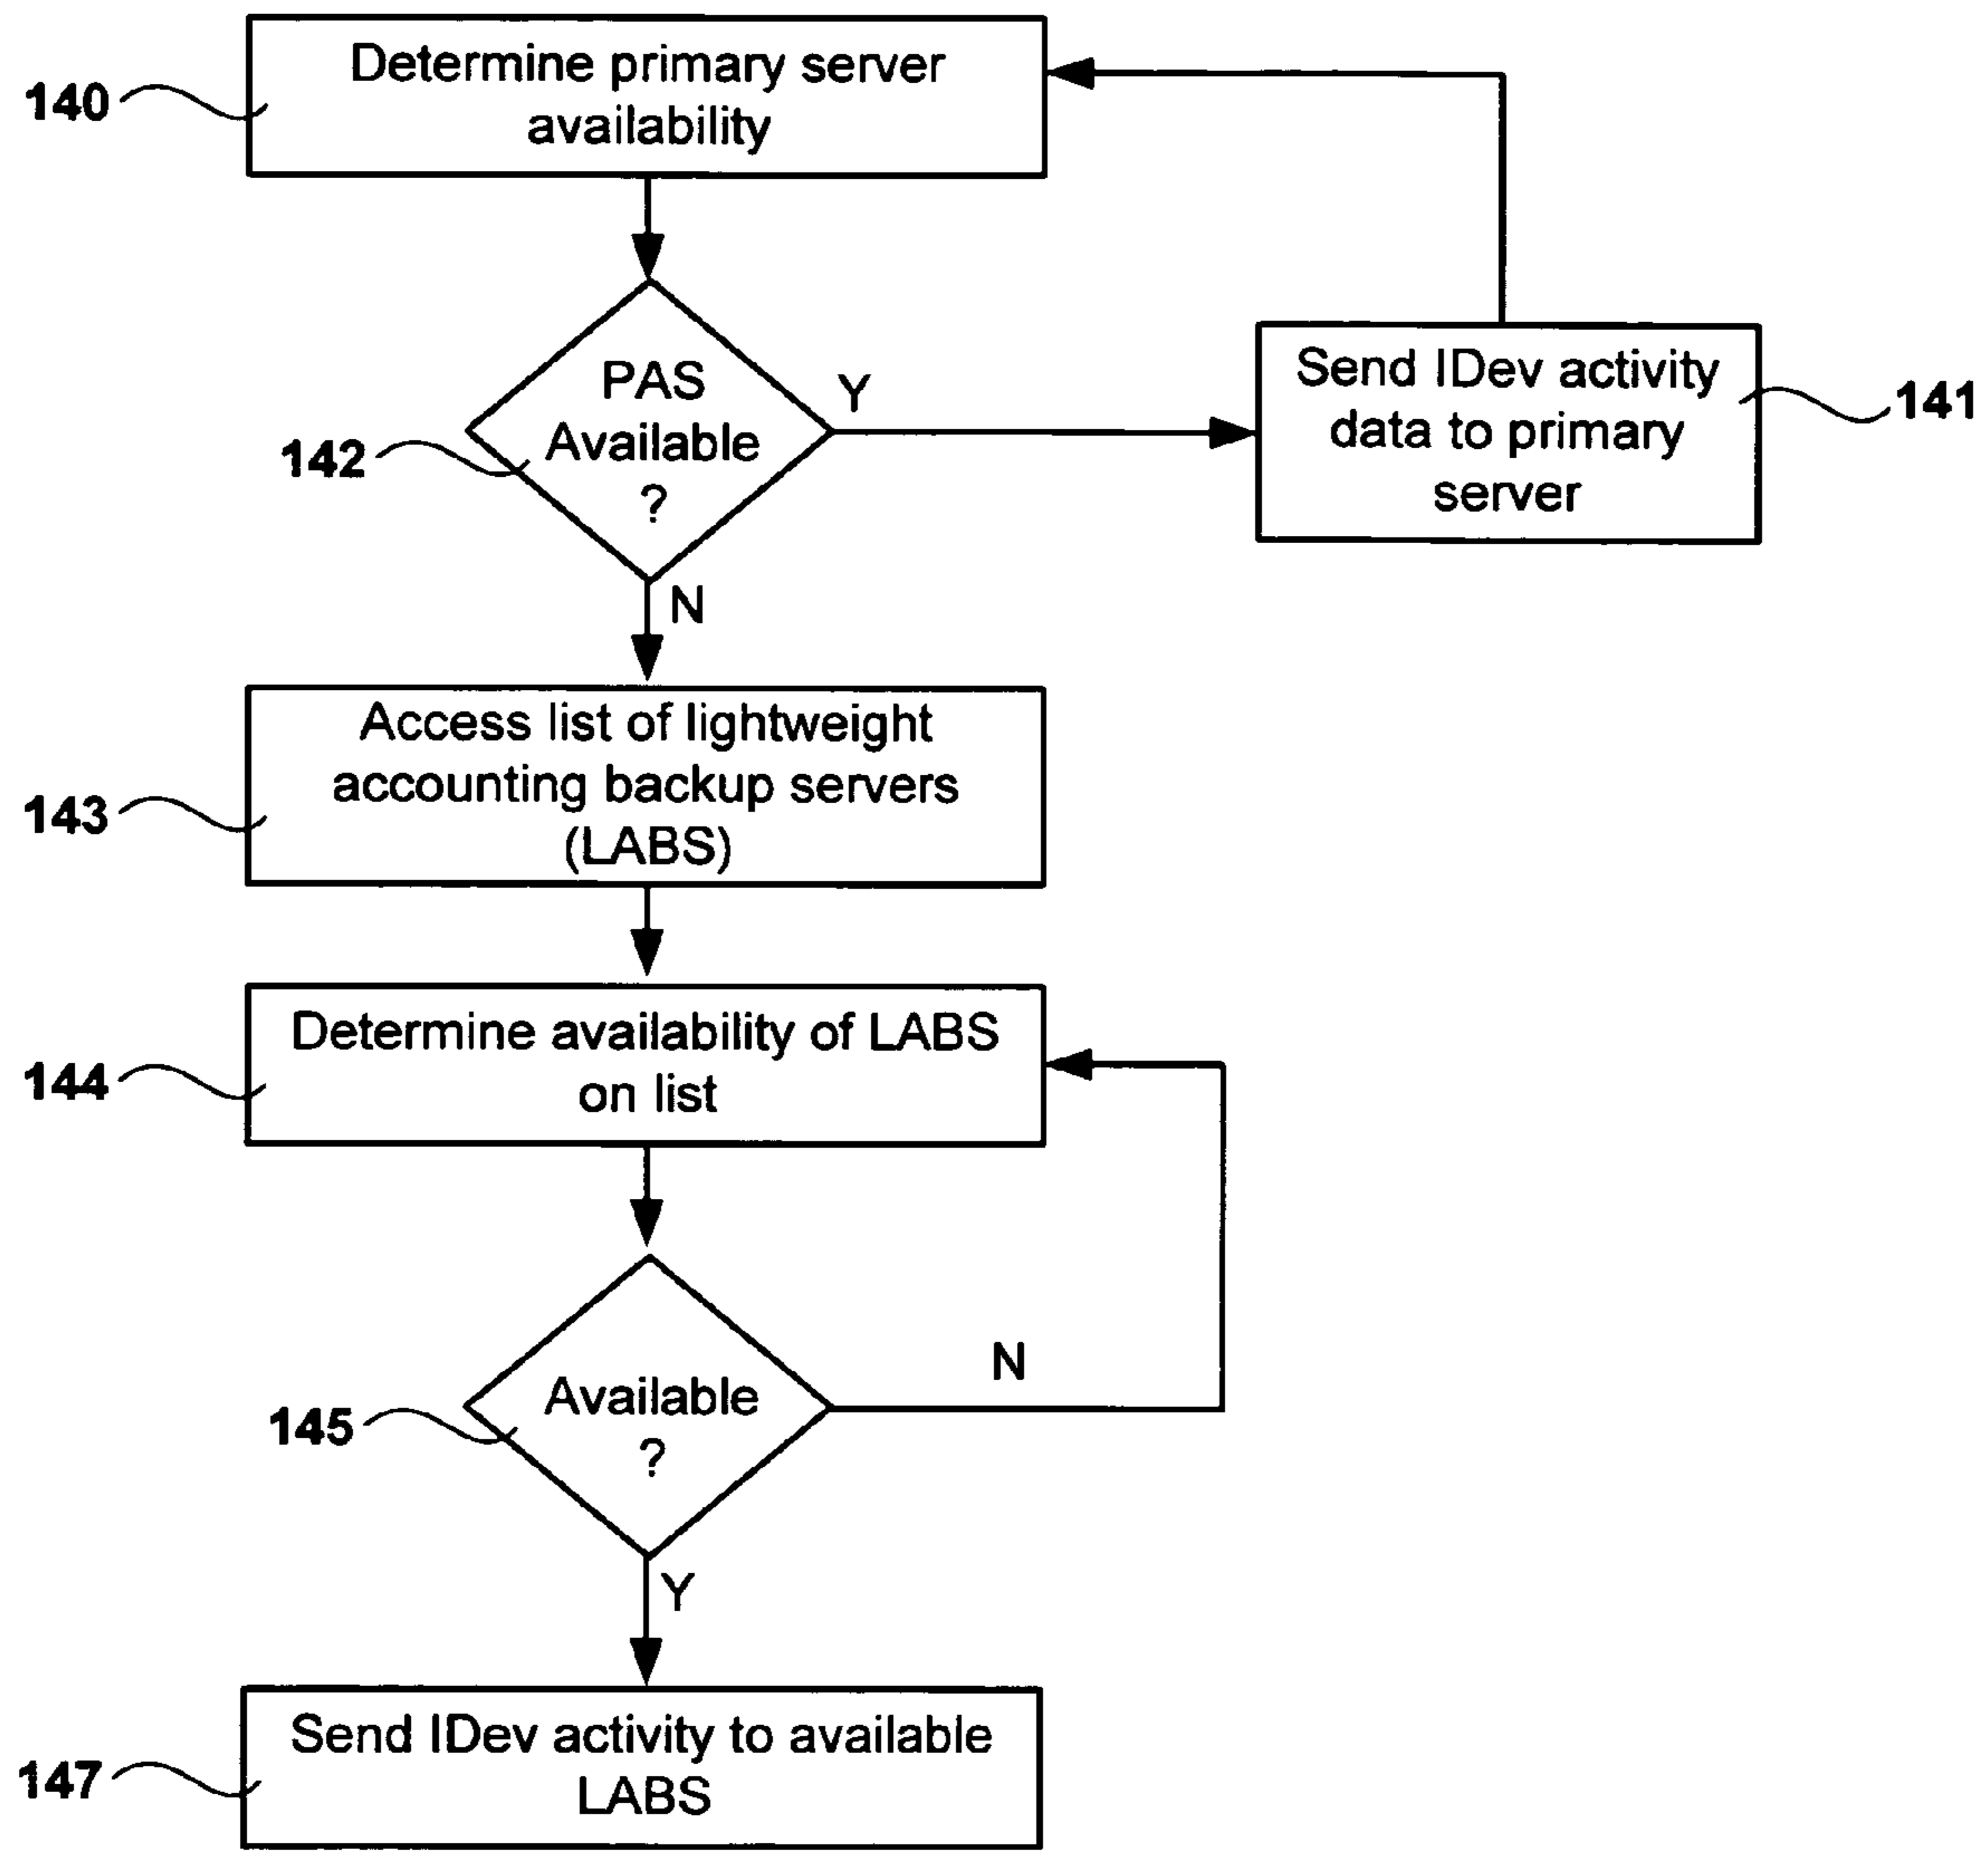 Determine primary server
availability
140
PAS
Available
?
142
Y
N
Send IDev activity
data to primary
server
141
Access list of lightweight
accounting backup servers
(LABS)
143
Determine availability of LABS
on list
144
Available
?
145
N
Y
Send IDev activity to available
LABS
147